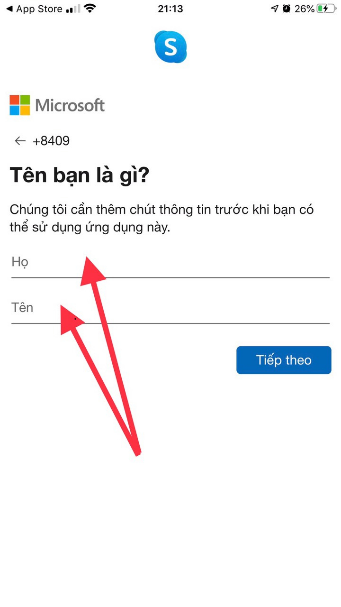 App Store 21:13 26%
S
Microsoft
+8409
Tên bạn là gì?
Chúng tôi cần thêm chút thông tin trước khi bạn có
thể sử dụng ứng dụng này.
Họ
Tên
Tiếp theo